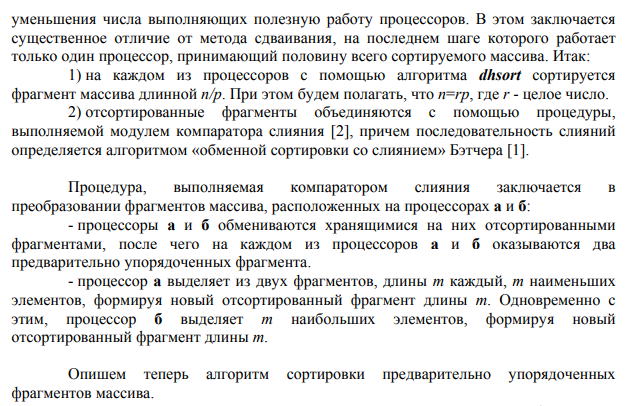 уменьшения числа выполняющих полезную работу процессоров. В этом заключается
существенное отличие от метода сдваивания, на последнем шаге которого работает
только один процессор, принимающий половину всего сортируемого массива. Итак:
1) на каждом из процессоров с помощью алгоритма dhsort сортируется
фрагмент массива длинной n/p. При этом будем полагать, что n=rp, где r - целое число.
2) отсортированные фрагменты объединяются с помощью процедуры,
выполняемой модулем компаратора слияния [2], причем последовательность слияний
определяется алгоритмом «обменной сортировки со слиянием» Бэтчера [1].
Процедура, выполняемая компаратором слияния заключается в
преобразовании фрагментов массива, расположенных на процессорах а и б:
- процессоры а и б обмениваются хранящимися на них отсортированными
фрагментами, после чего на каждом из процессоров а и б оказываются два
предварительно упорядоченных фрагмента.
- процессор а выделяет из двух фрагментов, длины m каждый, m наименьших
элементов, формируя новый отсортированный фрагмент длины m. Одновременно с
этим, процессор б выделяет m наибольших элементов, формируя новый
отсортированный фрагмент длины m.
Опишем теперь алгоритм сортировки предварительно упорядоченных
фрагментов массива.